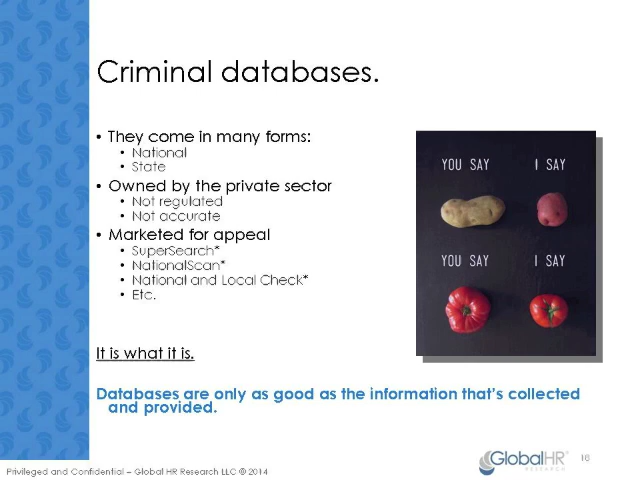 Criminal databases.
• They come in many forms:
• National
• State
• Owned by the private sector
• Not regulated
• Not accurate
• Marketed for appeal
• SuperSearch*
• NationalScan*
• National and Local Check*
• Etc.
YOU SAY I SAY
YOU SAY I SAY
It is what it is.
Databases are only as good as the information that's collected
and provided.
GlobalHR®
RESEARCH
16
Privileged and Confidential – Global HR Research LLC © 2014